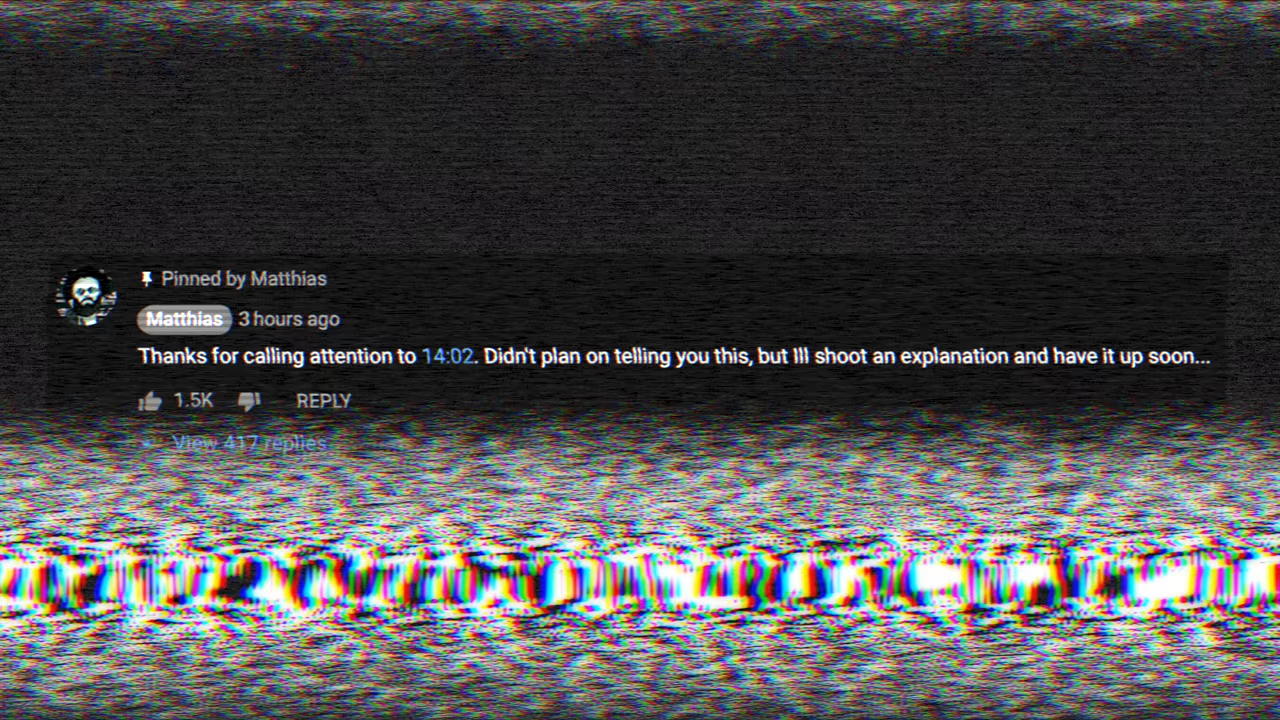 Pinned by Matthias
Matthias 3 hours ago
Thanks for calling attention to 14:02. Didn't plan on telling you this, but Ill shoot an explanation and have it up soon...
1.5K REPLY
View 417 replies